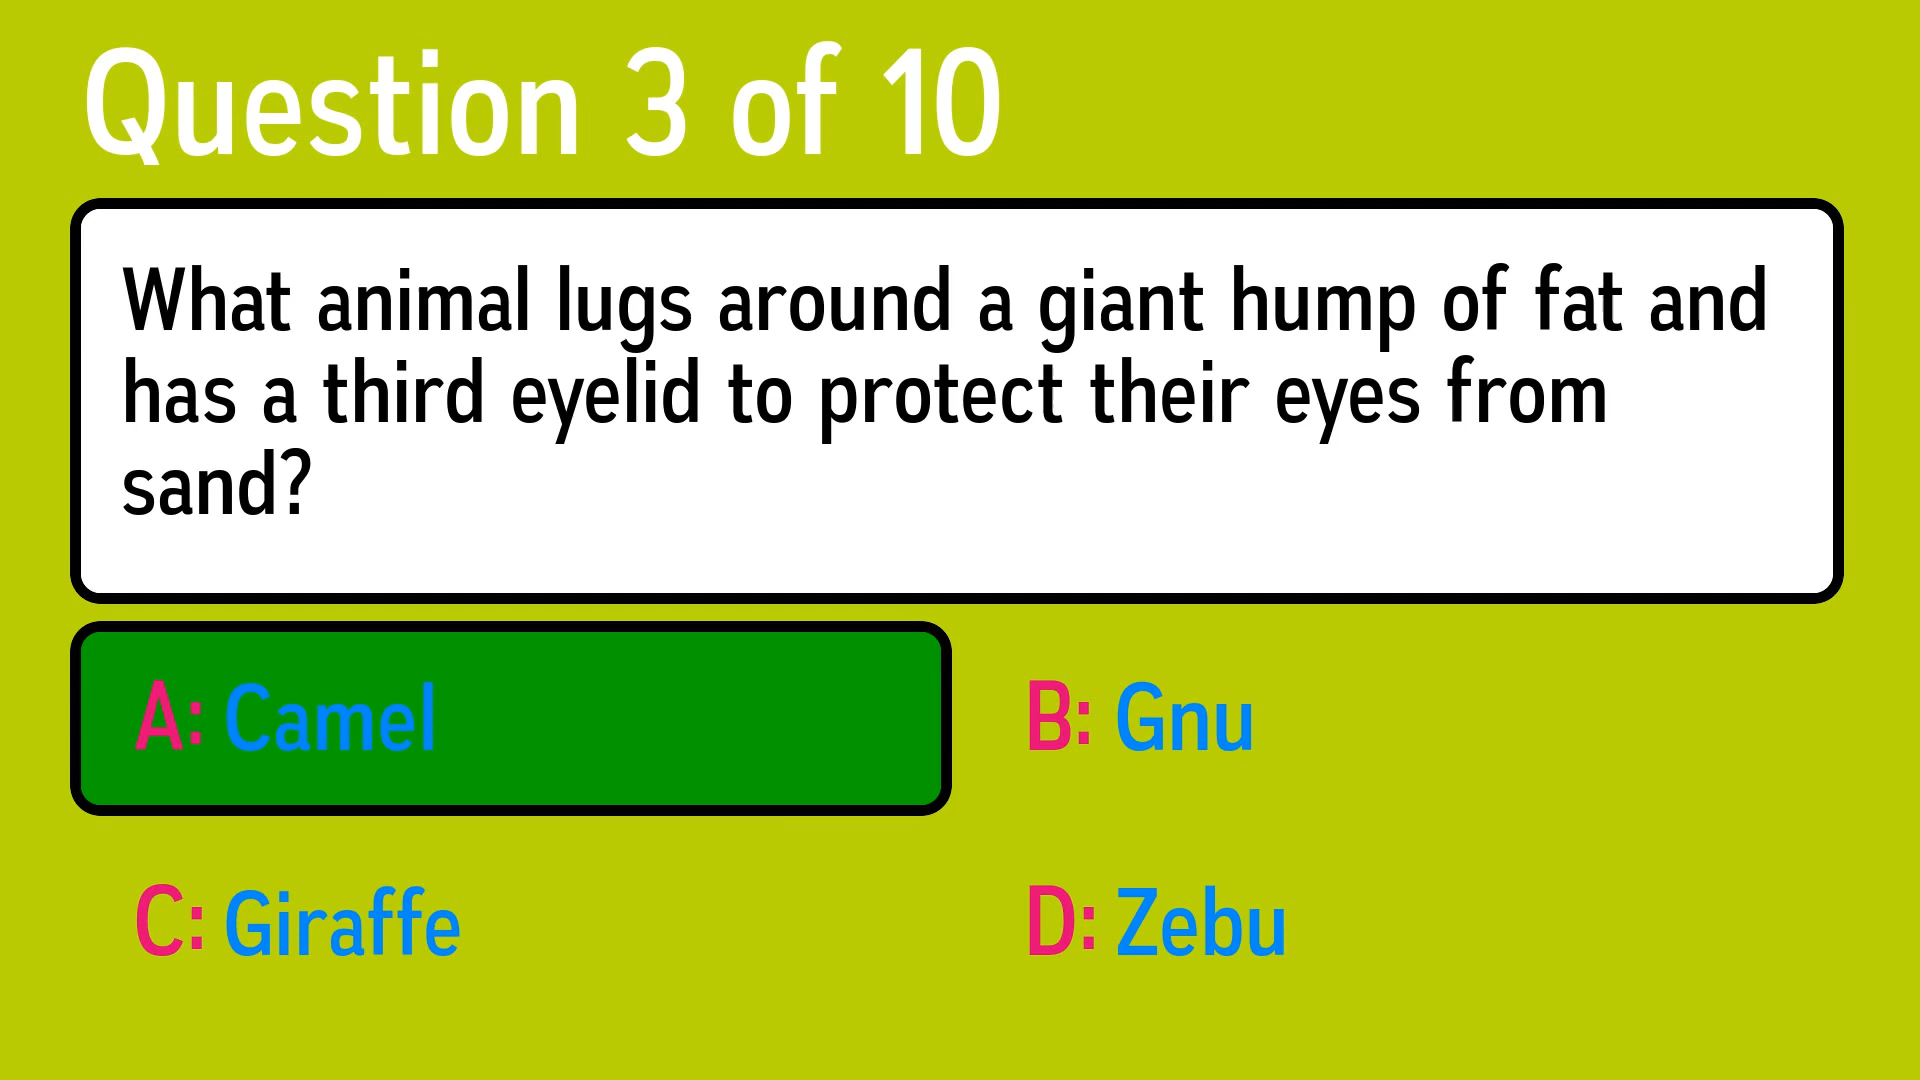 Question 3 of 10
What animal lugs around a giant hump of fat and
has a third eyelid to protect their eyes from
sand?
A: Camel
B: Gnu
C: Giraffe
D: Zebu